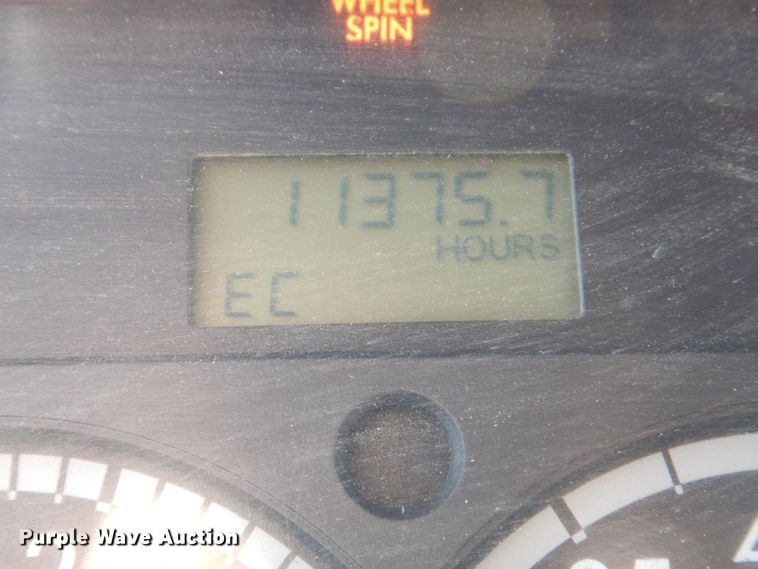 WHEEL
SPIN
11375.7
HOURS
EC
Purple Wave Auction